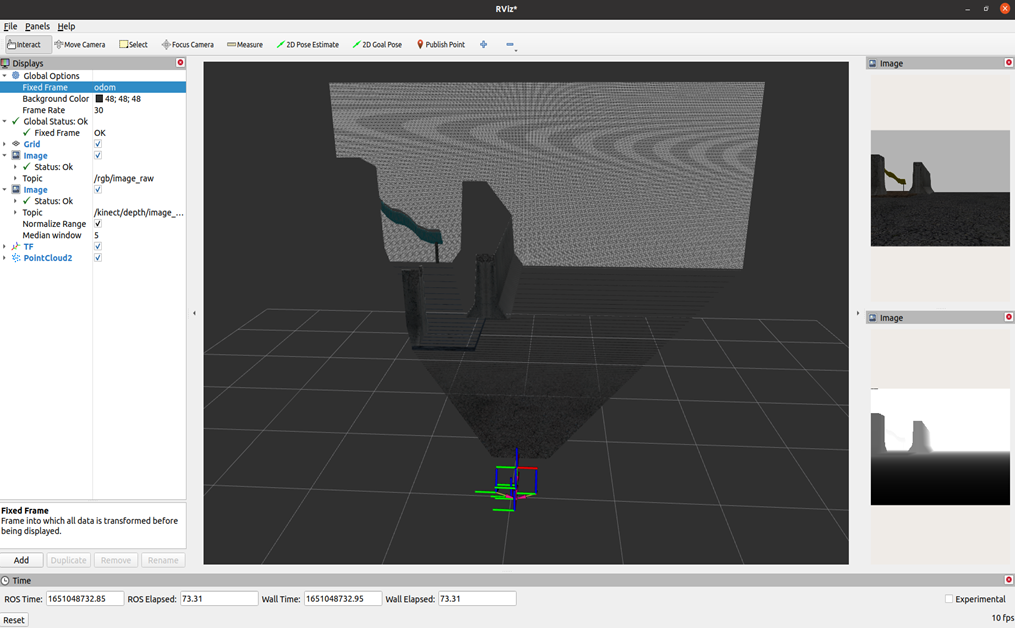 RViz*
File Panels Help
Interact Move Camera Select Focus Camera Measure 2D Pose Estimate 2D Goal Pose Publish Point
Displays
Global Options
Fixed Frame odom
Background Color 48; 48; 48
Frame Rate 30
Global Status: Ok
Fixed Frame OK
Grid
Image
Status: Ok
Topic /rgb/image_raw
Image
Status: Ok
Topic /kinect/depth/image_...
Normalize Range
Median window 5
TF
PointCloud2
Fixed Frame
Frame into which all data is transformed before
being displayed.
Add Duplicate Remove Rename
Image
Image
Time
ROS Time: 1651048732.85 ROS Elapsed: 73.31 Wall Time: 1651048732.95 Wall Elapsed: 73.31 Experimental
Reset 10 fps